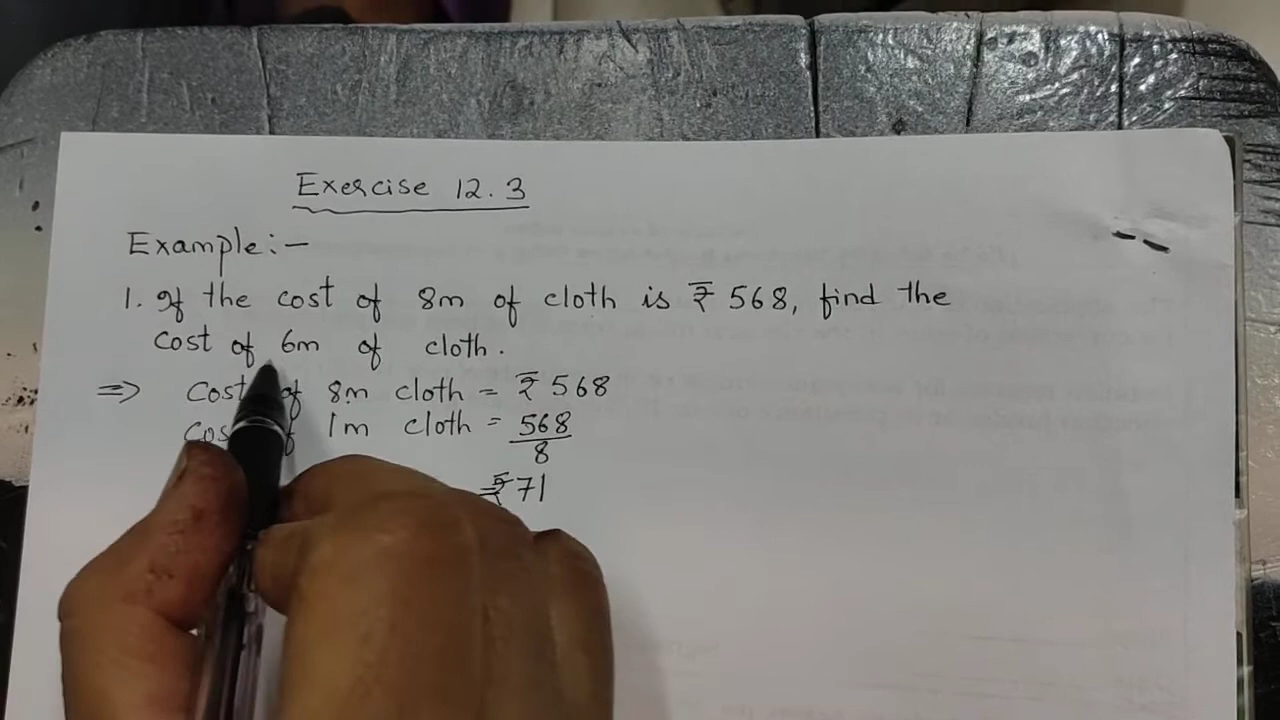 Exercise 12.3
Example:-
1. If the cost of 8m of cloth is ₹ 568, find the
cost of 6m of cloth.
⇒ Cost of 8m cloth = ₹ 568
1m cloth = 568/8
= ₹ 71